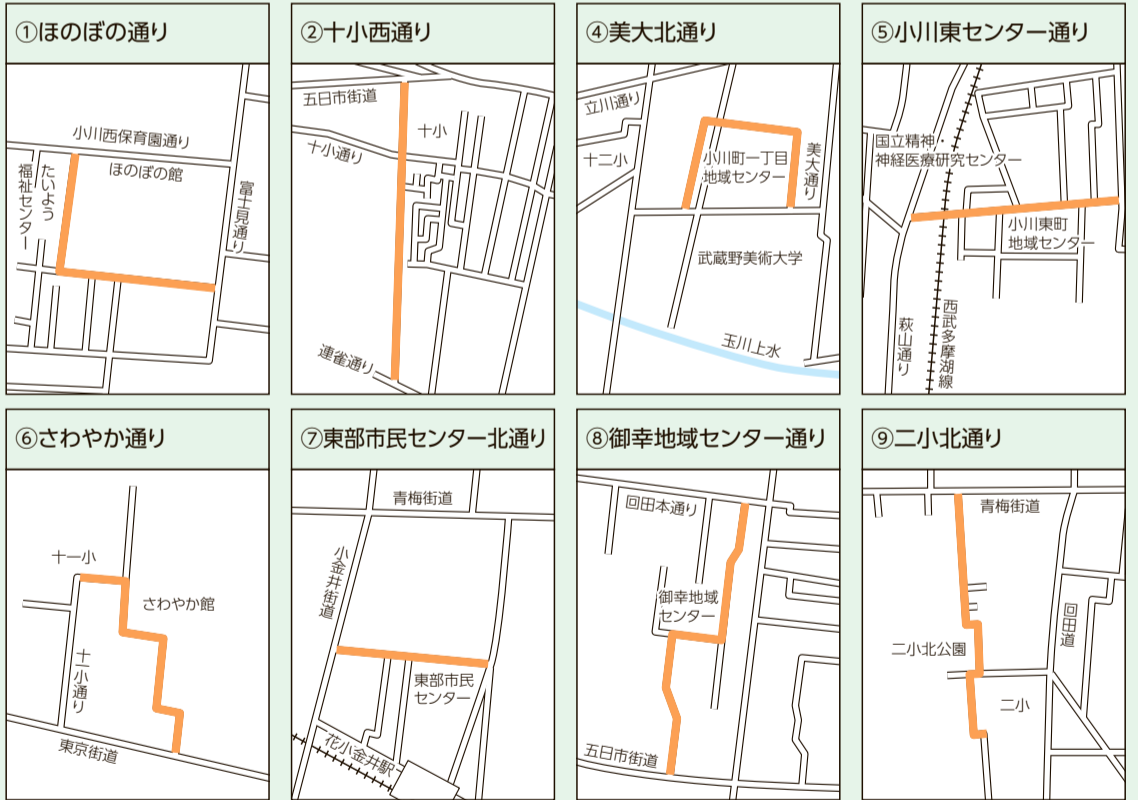 ①ほのぼの通り
小川西保育園通り
ほのぼの館
たいよう
福祉センター
富士見通り
②十小西通り
五日市街道
十小
十小通り
連雀通り
④美大北通り
立川通り
十二小
小川町一丁目
地域センター
美大通り
武蔵野美術大学
玉川上水
⑤小川東センター通り
国立精神・
神経医療研究センター
小川東町
地域センター
萩山通り
西武多摩湖線
⑥さわやか通り
十一小
さわやか館
十一小通り
東京街道
⑦東部市民センター北通り
青梅街道
小金井街道
東部市民
センター
花小金井駅
⑧御幸地域センター通り
回田本通り
御幸地域
センター
五日市街道
⑨二小北通り
青梅街道
回田道
二小北公園
二小